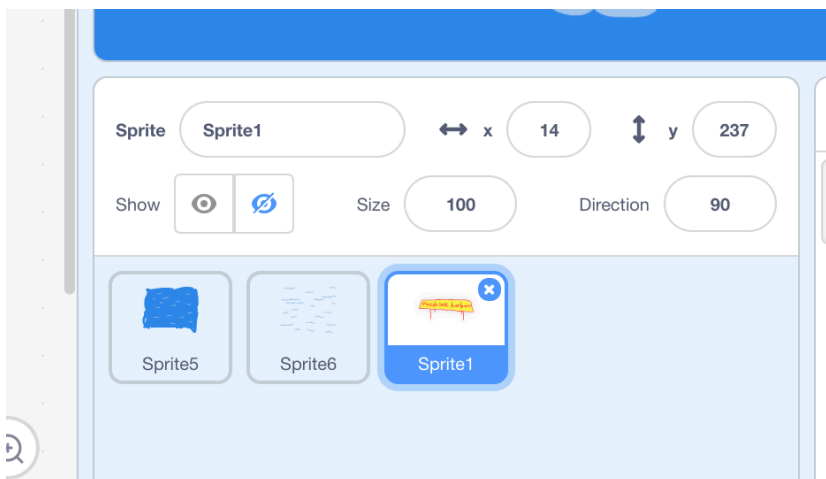 Sprite Sprite1 x 14 y 237
Show Size 100 Direction 90
Sprite5 Sprite6 Sprite1